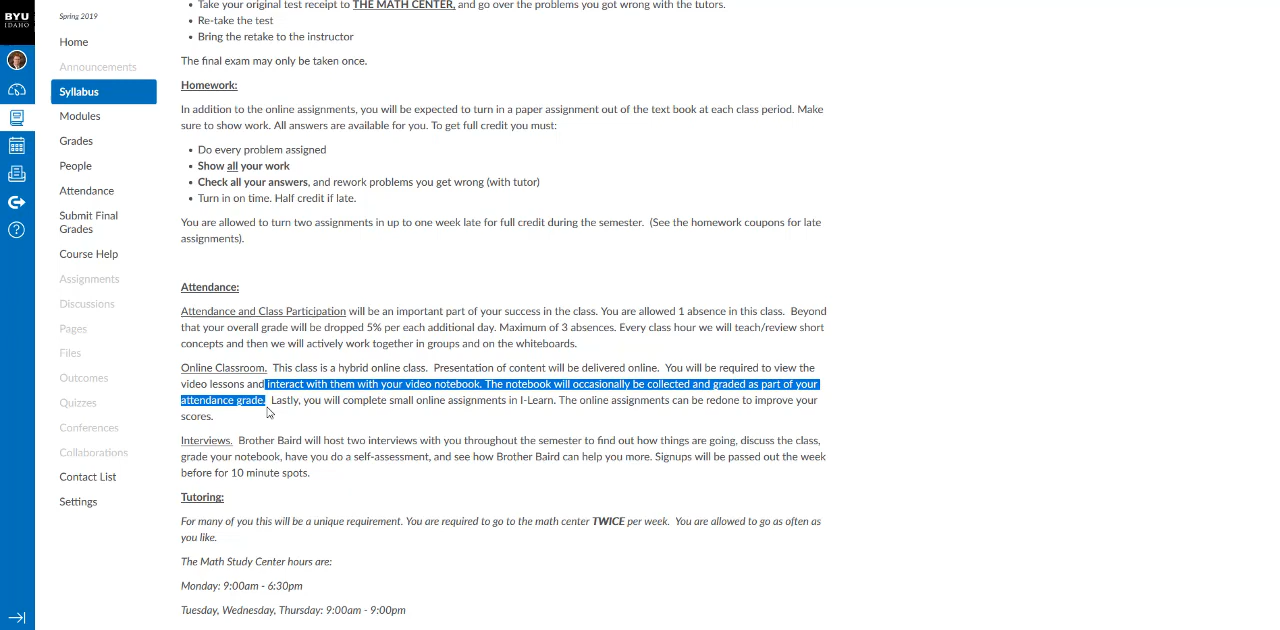 BYU
IDAHO
Spring 2019
Home
Announcements
Syllabus
Modules
Grades
People
Attendance
Submit Final
Grades
Course Help
Assignments
Discussions
Pages
Files
Outcomes
Quizzes
Conferences
Collaborations
Contact List
Settings
• Take your original test receipt to THE MATH CENTER, and go over the problems you got wrong with the tutors.
• Re-take the test
• Bring the retake to the instructor
The final exam may only be taken once.
Homework:
In addition to the online assignments, you will be expected to turn in a paper assignment out of the text book at each class period. Make
sure to show work. All answers are available for you. To get full credit you must:
• Do every problem assigned
• Show all your work
• Check all your answers, and rework problems you get wrong (with tutor)
• Turn in on time. Half credit if late.
You are allowed to turn two assignments in up to one week late for full credit during the semester. (See the homework coupons for late
assignments).
Attendance:
Attendance and Class Participation will be an important part of your success in the class. You are allowed 1 absence in this class. Beyond
that your overall grade will be dropped 5% per each additional day. Maximum of 3 absences. Every class hour we will teach/review short
concepts and then we will actively work together in groups and on the whiteboards.
Online Classroom. This class is a hybrid online class. Presentation of content will be delivered online. You will be required to view the
video lessons and interact with them with your video notebook. The notebook will occasionally be collected and graded as part of your
attendance grade. Lastly, you will complete small online assignments in I-Learn. The online assignments can be redone to improve your
scores.
Interviews. Brother Baird will host two interviews with you throughout the semester to find out how things are going, discuss the class,
grade your notebook, have you do a self-assessment, and see how Brother Baird can help you more. Signups will be passed out the week
before for 10 minute spots.
Tutoring:
For many of you this will be a unique requirement. You are required to go to the math center TWICE per week. You are allowed to go as often as
you like.
The Math Study Center hours are:
Monday: 9:00am - 6:30pm
Tuesday, Wednesday, Thursday: 9:00am - 9:00pm